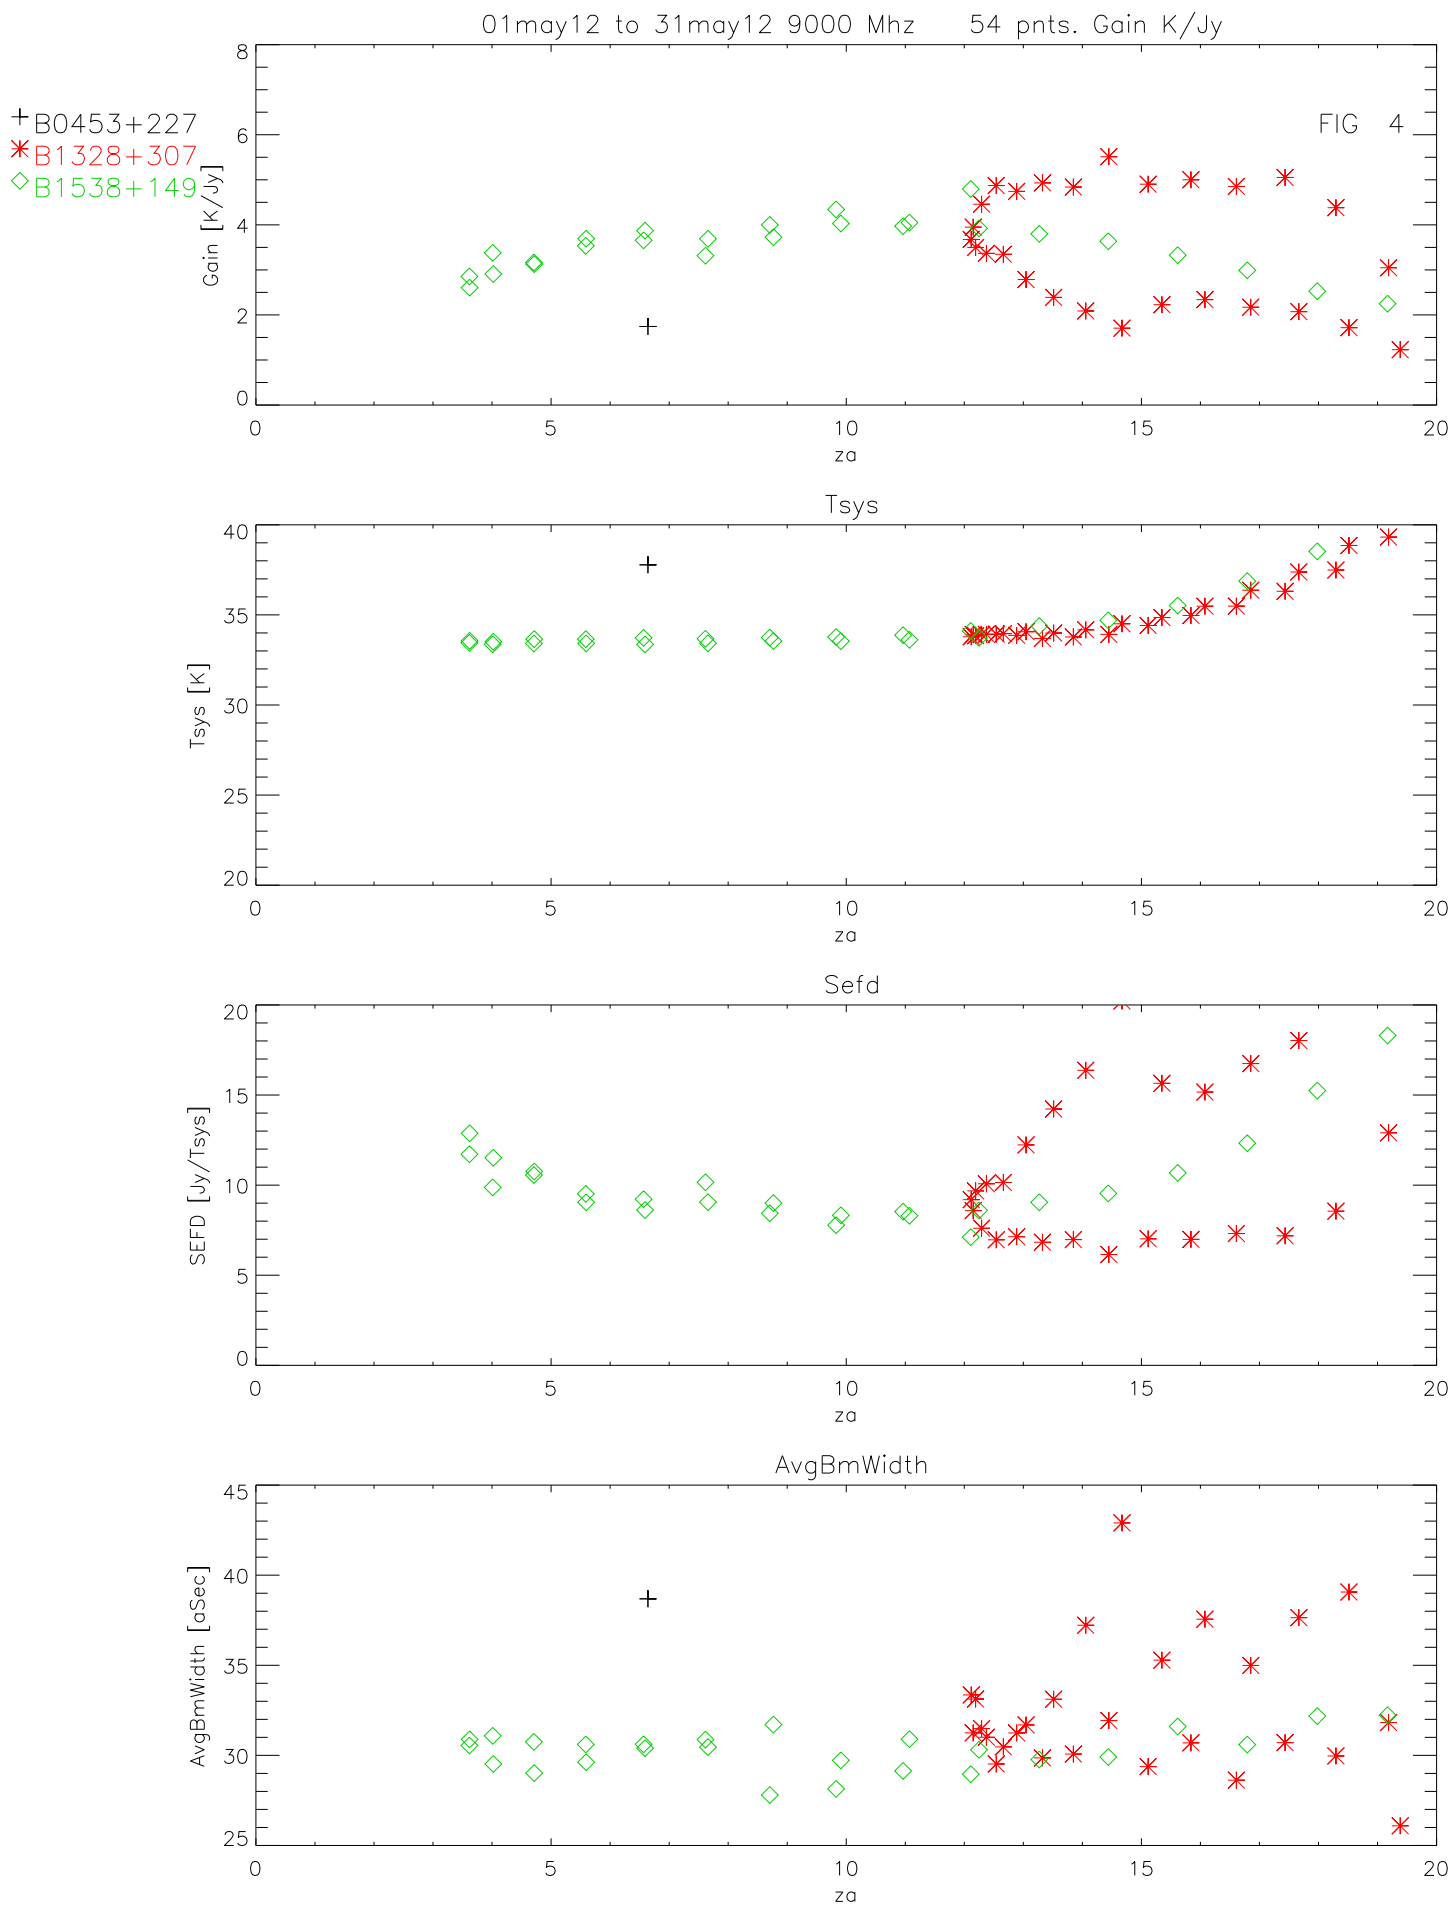 01may12 to 31may12 9000 Mhz 54 pnts. Gain K/Jy
+ B0453+227
B1328+307
B1538+149
FIG 4
Gain [K/Jy]
8
6
4
2
0
0 5 10 15 20
za
Tsys
Tsys [K]
40
35
30
25
20
0 5 10 15 20
za
Sefd
SEFD [Jy/Tsys]
20
15
10
5
0
0 5 10 15 20
za
AvgBmWidth
AvgBmWidth [aSec]
45
40
35
30
25
0 5 10 15 20
za